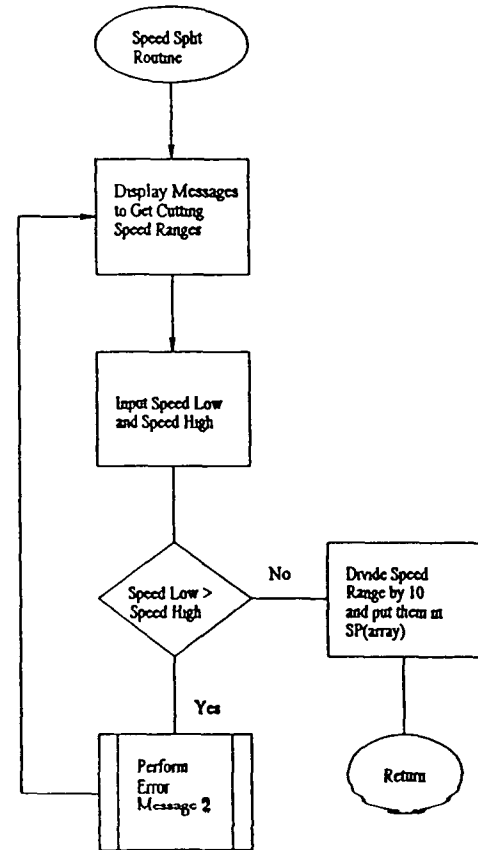 Speed Split
Routine
Display Messages
to Get Cutting
Speed Ranges
Input Speed Low
and Speed High
Speed Low >
Speed High
No
Divide Speed
Range by 10
and put them in
SP(array)
Yes
Perform
Error
Message 2
Return